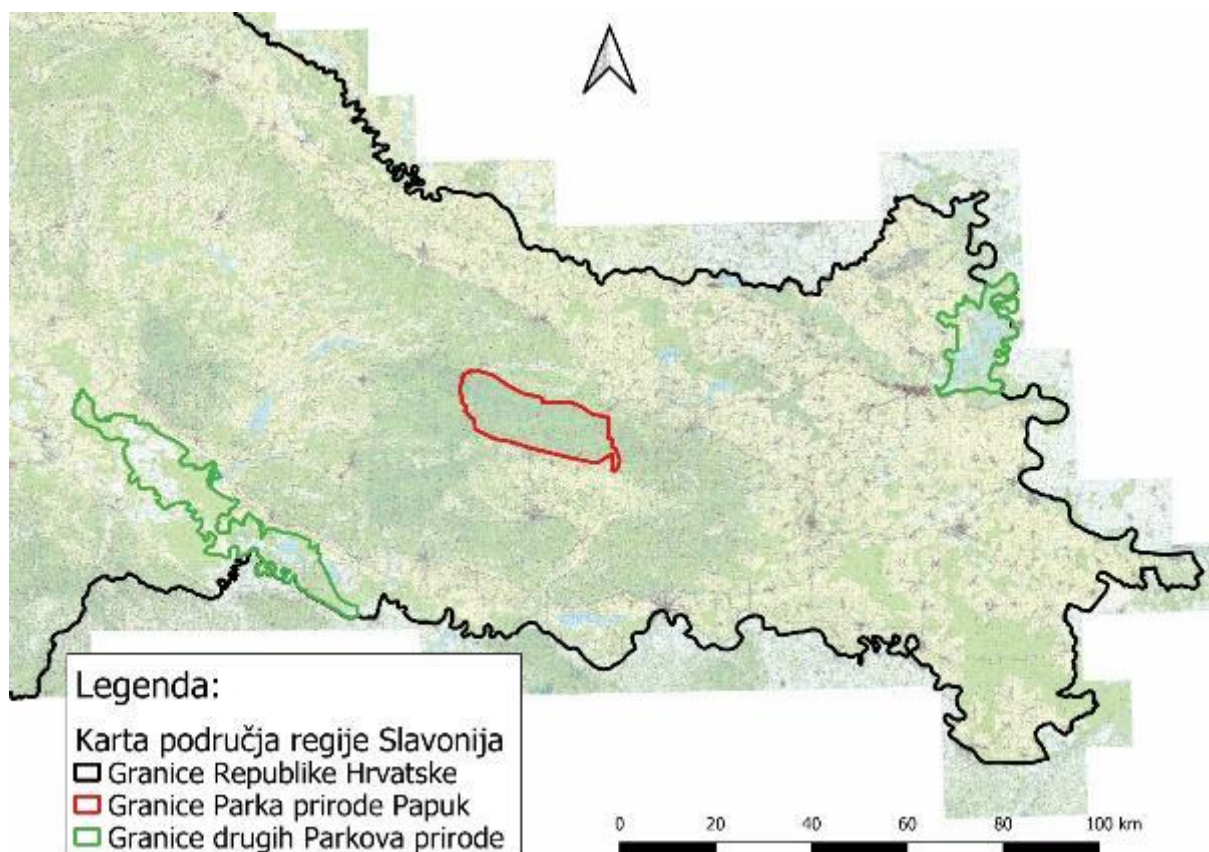 Legenda:
Karta područja regije Slavonija
Granice Republike Hrvatske
Granice Parka prirode Papuk
Granice drugih Parkova prirode
0 20 40 60 80 100 km